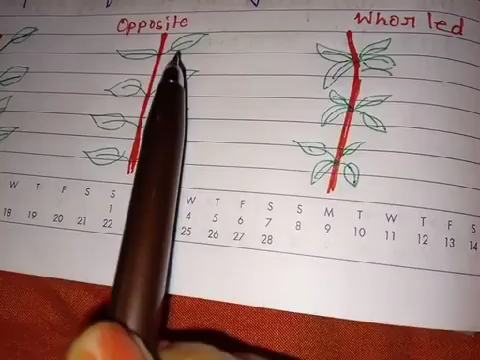 Opposite
Whorled
W T F S S
1
18 19 20 21 22
W T F S S M T W T F S
4 5 6 7 8 9 10 11 12 13 14
25 26 27 28